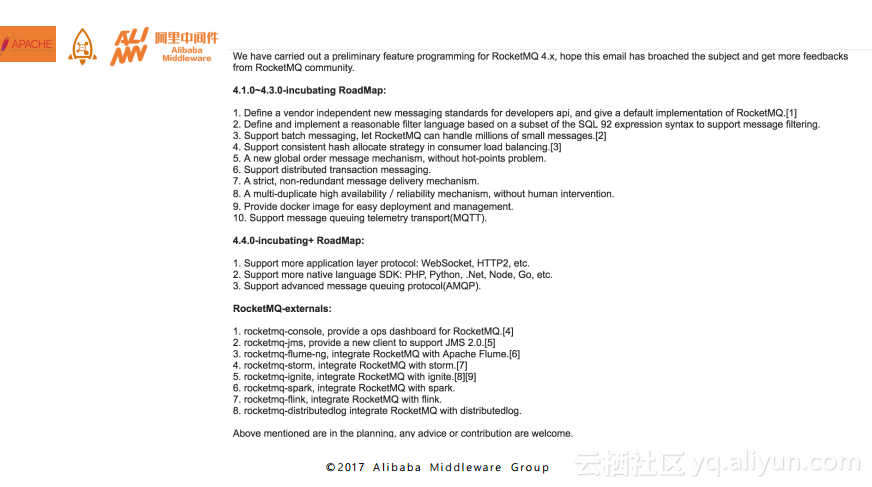 APACHE
阿里中间件
Alibaba
Middleware
We have carried out a preliminary feature programming for RocketMQ 4.x, hope this email has broached the subject and get more feedbacks
from RocketMQ community.
4.1.0~4.3.0-incubating RoadMap:
1. Define a vendor independent new messaging standards for developers api, and give a default implementation of RocketMQ.[1]
2. Define and implement a reasonable filter language based on a subset of the SQL 92 expression syntax to support message filtering.
3. Support batch messaging, let RocketMQ can handle millions of small messages.[2]
4. Support consistent hash allocate strategy in consumer load balancing.[3]
5. A new global order message mechanism, without hot-points problem.
6. Support distributed transaction messaging.
7. A strict, non-redundant message delivery mechanism.
8. A multi-duplicate high availability / reliability mechanism, without human intervention.
9. Provide docker image for easy deployment and management.
10. Support message queuing telemetry transport(MQTT).
4.4.0-incubating+ RoadMap:
1. Support more application layer protocol: WebSocket, HTTP2, etc.
2. Support more native language SDK: PHP, Python, .Net, Node, Go, etc.
3. Support advanced message queuing protocol(AMQP).
RocketMQ-externals:
1. rocketmq-console, provide a ops dashboard for RocketMQ.[4]
2. rocketmq-jms, provide a new client to support JMS 2.0.[5]
3. rocketmq-flume-ng, integrate RocketMQ with Apache Flume.[6]
4. rocketmq-storm, integrate RocketMQ with storm.[7]
5. rocketmq-ignite, integrate RocketMQ with ignite.[8][9]
6. rocketmq-spark, integrate RocketMQ with spark.
7. rocketmq-flink, integrate RocketMQ with flink.
8. rocketmq-distributedlog integrate RocketMQ with distributedlog.
Above mentioned are in the planning, any advice or contribution are welcome.
©2017 Alibaba Middleware Group
云栖社区 yq.aliyun.com